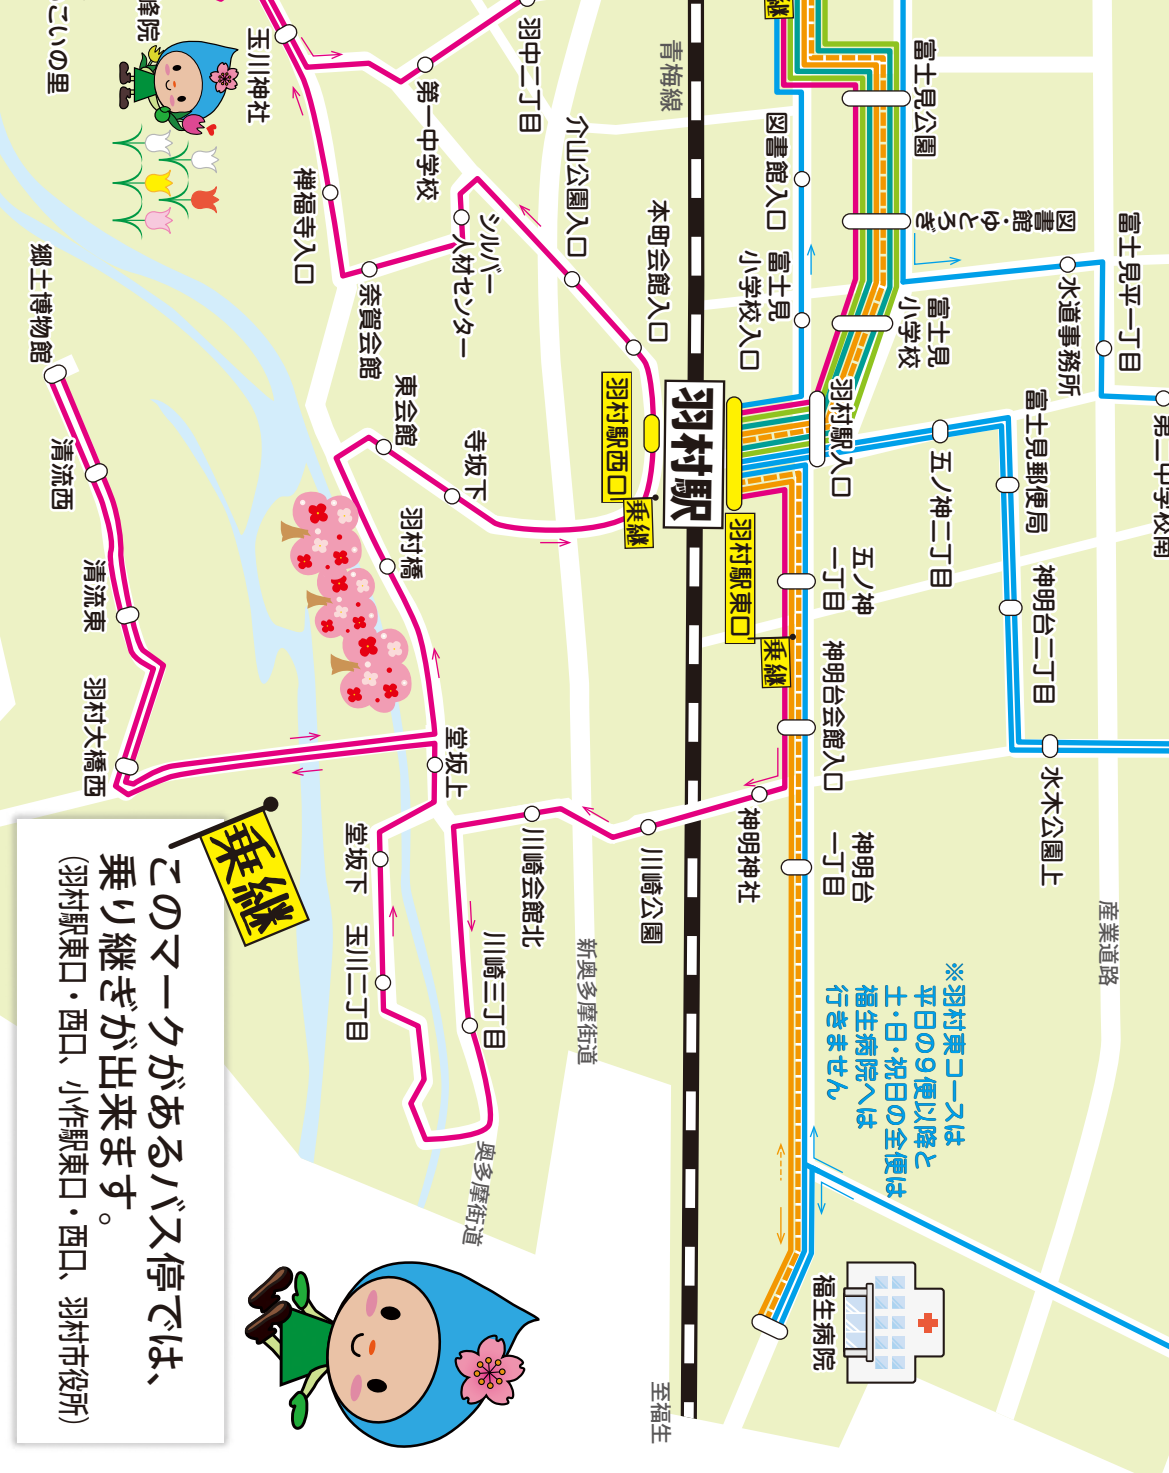 富士見公園
図書館・ゆとろぎ
富士見
小学校
水道事務所
富士見平一丁目
図書館入口
富士見
小学校入口
羽村駅入口
五ノ神二丁目
富士見郵便局
神明台二丁目
水木公園上
産業道路
五ノ神
一丁目
神明台会館入口
神明台
一丁目
※羽村東コースは
平日の9便以降と
土・日・祝日の全便は
福生病院へは
行きません
福生病院
青梅線
羽村駅
羽村駅東口
乗継
羽村駅西口
乗継
至福生
羽中二丁目
第一中学校
玉川神社
禅福寺入口
シルバー
人材センター
奈賀会館
介山公園入口
本町会館入口
東会館
寺坂下
羽村橋
神明神社
川崎公園
川崎会館北
川崎三丁目
新奥多摩街道
奥多摩街道
堂坂上
堂坂下
玉川二丁目
郷土博物館
清流西
清流東
羽村大橋西
乗継
このマークがあるバス停では、
乗り継ぎが出来ます。
（羽村駅東口・西口、小作駅東口・西口、羽村市役所）